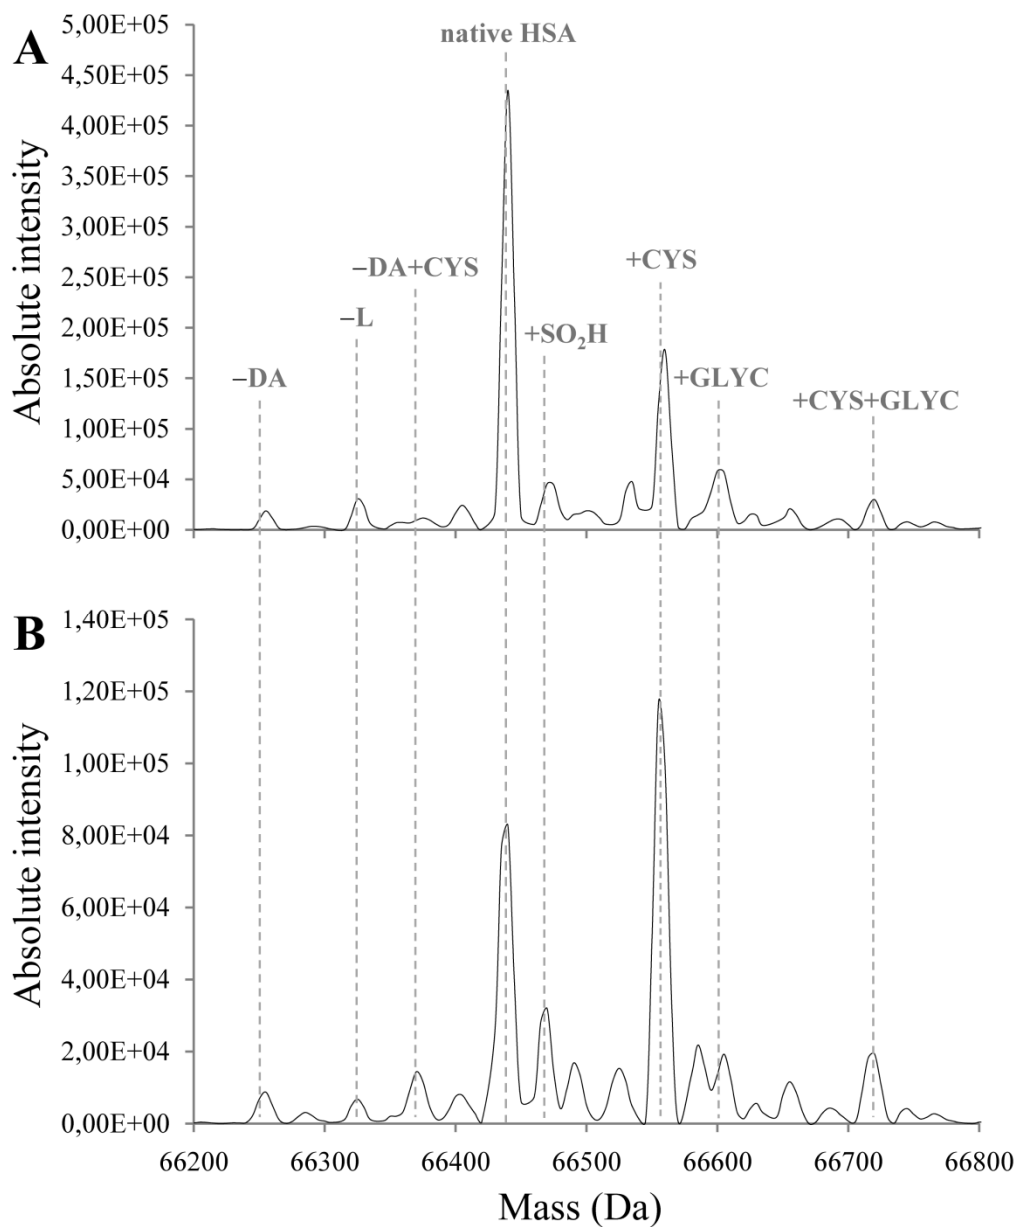 A
Absolute intensity
5,00E+05
4,50E+05
4,00E+05
3,50E+05
3,00E+05
2,50E+05
2,00E+05
1,50E+05
1,00E+05
5,00E+04
0,00E+00
native HSA
–DA+CYS
+CYS
–L
+SO₂H
–DA
+GLYC
+CYS+GLYC
B
Absolute intensity
1,40E+05
1,20E+05
1,00E+05
8,00E+04
6,00E+04
4,00E+04
2,00E+04
0,00E+00
66200 66300 66400 66500 66600 66700 66800
Mass (Da)